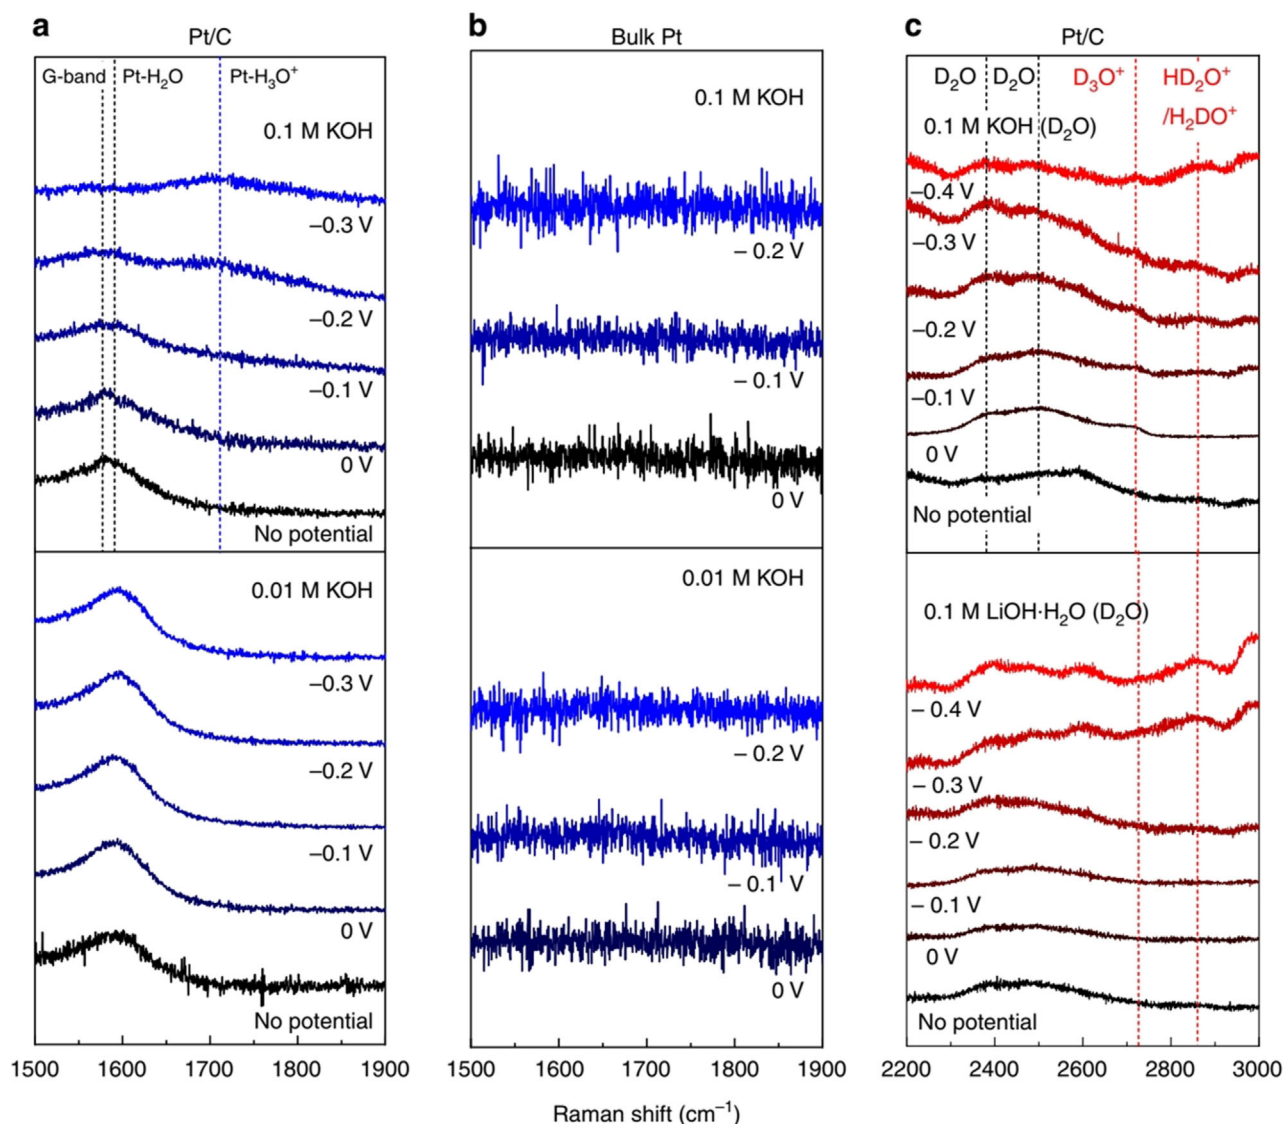 a
Pt/C
G-band
Pt-H₂O
Pt-H₃O⁺
0.1 M KOH
–0.3 V
–0.2 V
–0.1 V
0 V
No potential
0.01 M KOH
–0.3 V
–0.2 V
–0.1 V
0 V
No potential
1500 1600 1700 1800 1900
b
Bulk Pt
0.1 M KOH
– 0.2 V
– 0.1 V
0 V
0.01 M KOH
– 0.2 V
– 0.1 V
0 V
1500 1600 1700 1800 1900
Raman shift (cm⁻¹)
c
Pt/C
D₂O
D₂O
D₃O⁺
HD₂O⁺
/H₂DO⁺
0.1 M KOH (D₂O)
–0.4 V
–0.3 V
–0.2 V
–0.1 V
0 V
No potential
0.1 M LiOH·H₂O (D₂O)
– 0.4 V
– 0.3 V
– 0.2 V
– 0.1 V
0 V
No potential
2200 2400 2600 2800 3000